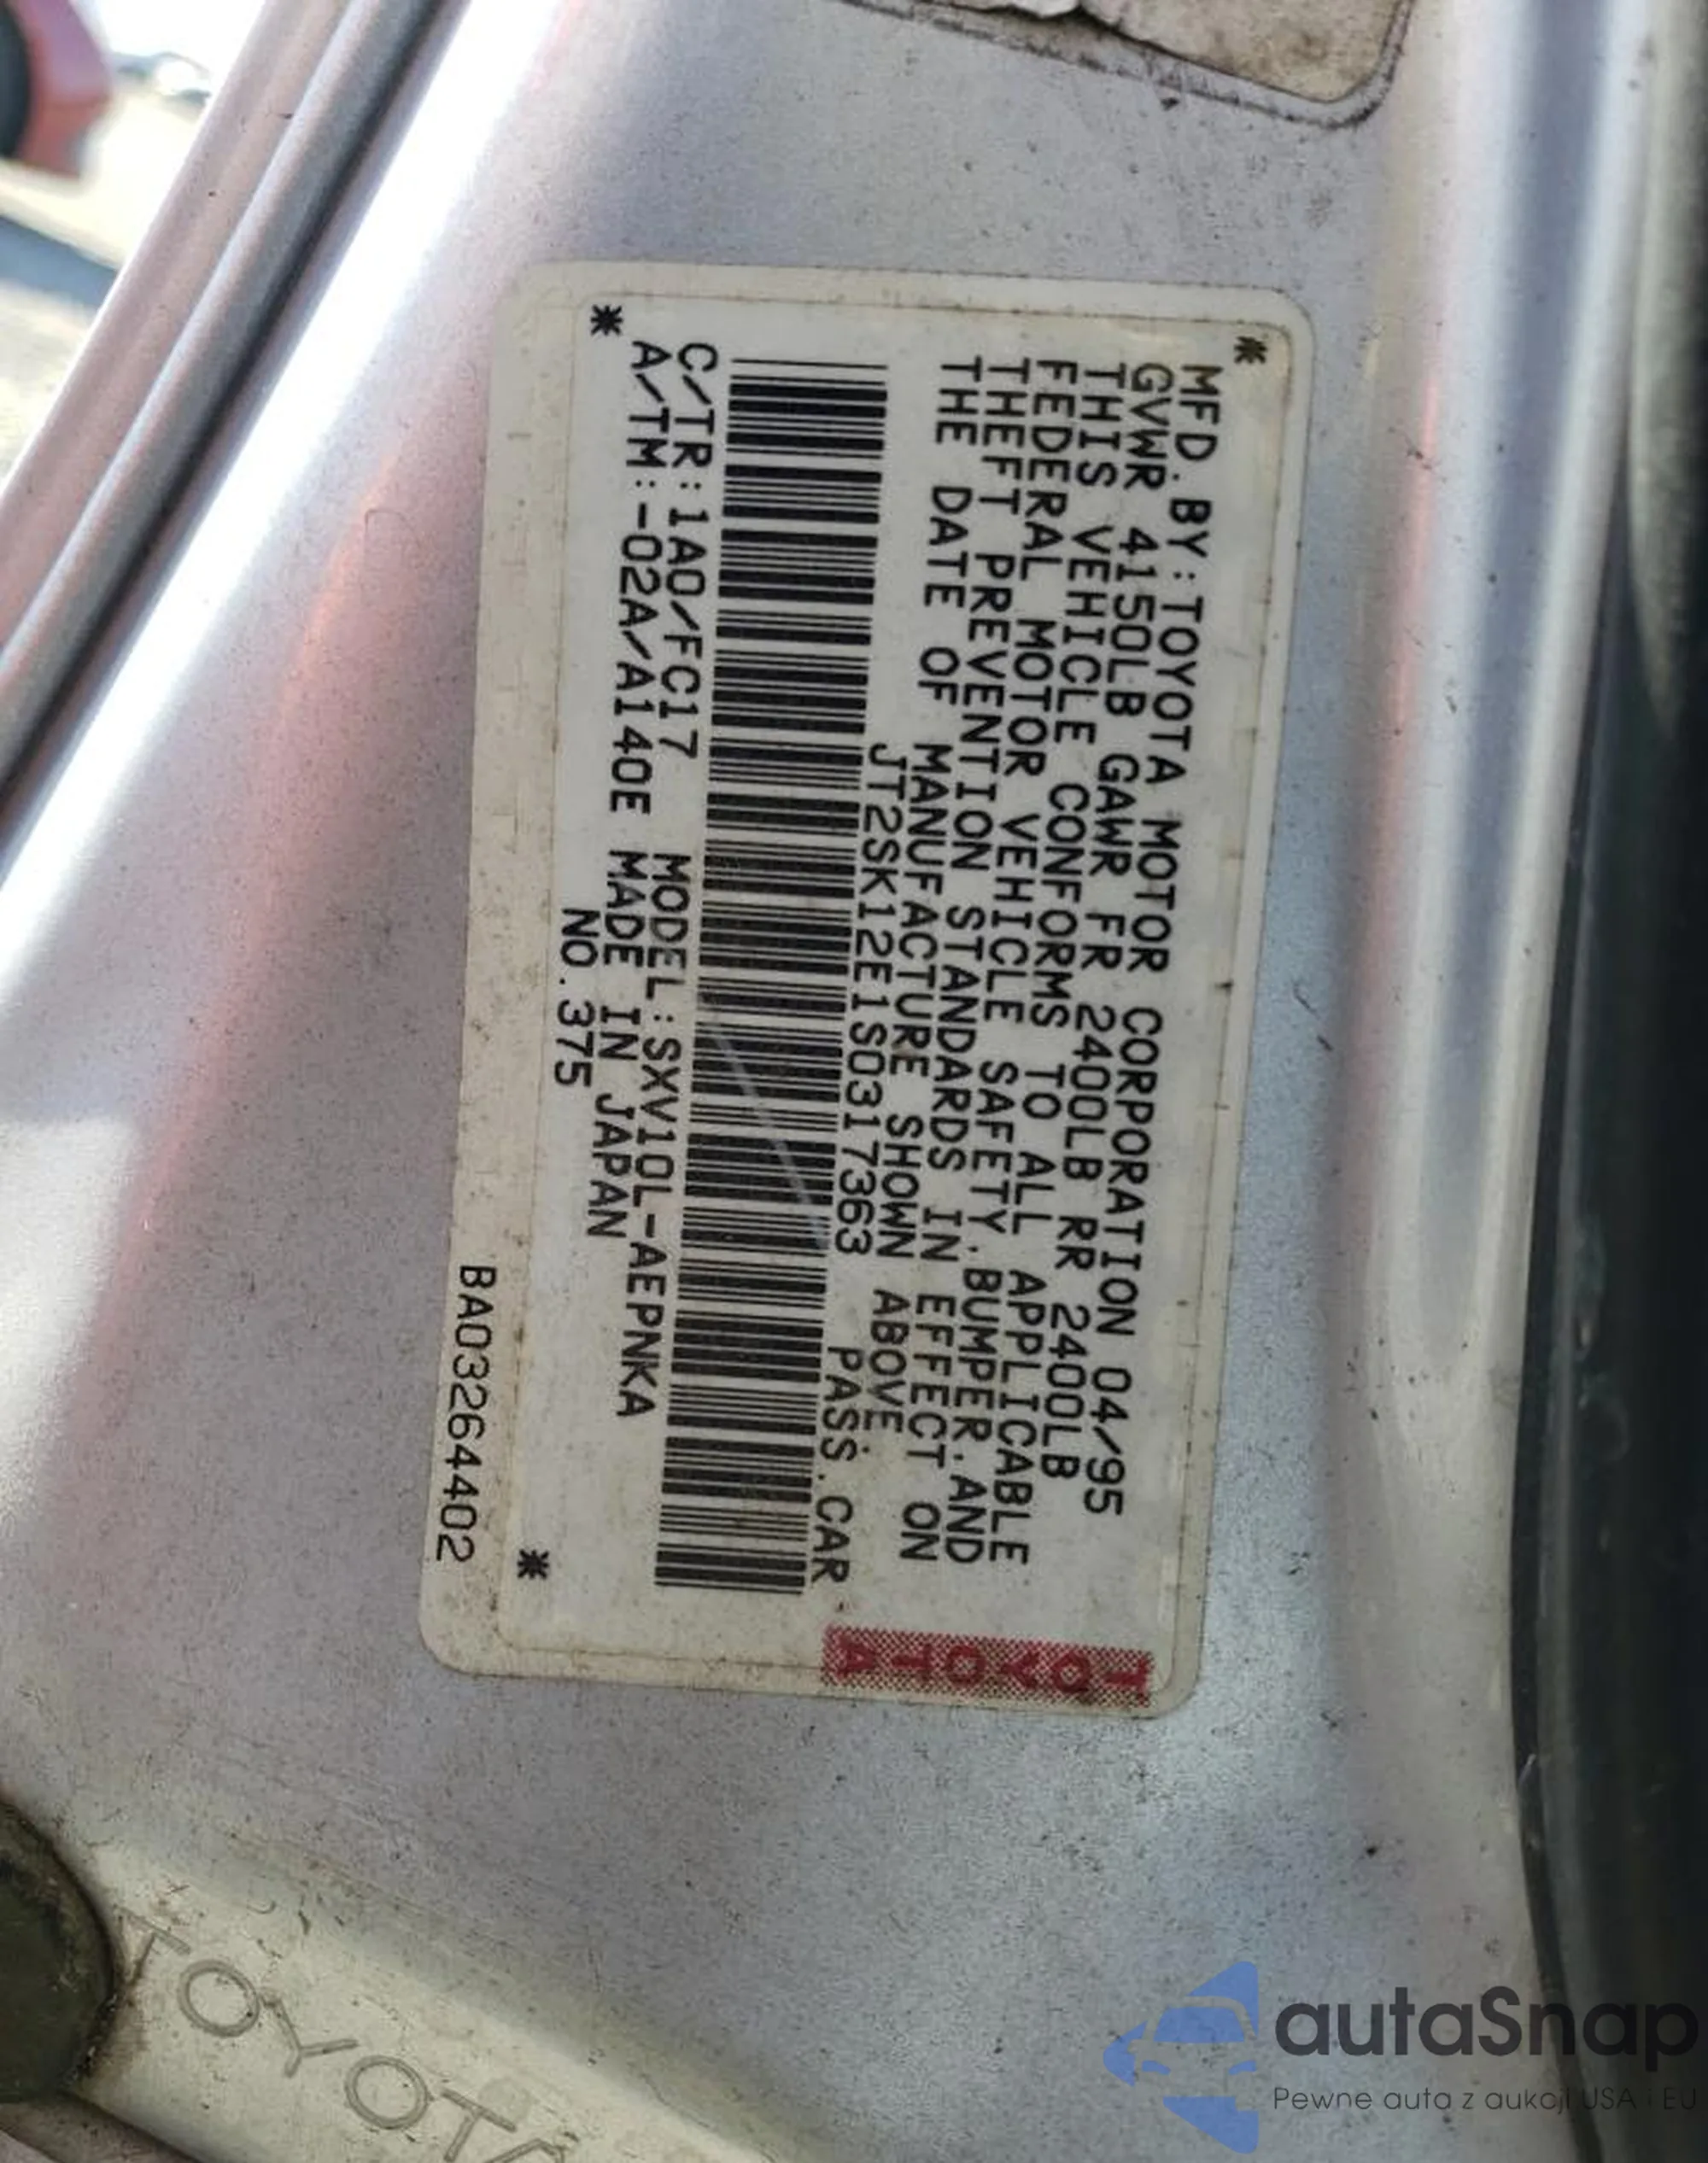 MFD.BY:TOYOTA MOTOR CORPORATION 04/95
GVWR 4150LB GAWR FR 2400LB RR 2400LB
THIS VEHICLE CONFORMS TO ALL APPLICABLE
FEDERAL MOTOR VEHICLE SAFETY.BUMPER.AND
THEFT PREVENTION STANDARDS IN EFFECT ON
THE DATE OF MANUFACTURE SHOWN ABOVE.
JT2SK12E1S0317363 PASS.CAR
C/TR:1A0/FC17 MODEL:SXV10L-AEPNKA
A/TM:-02A/A140E MADE IN JAPAN
NO.375
BA03264402
TOYOTA
TOYOTA
autaSnap
Pewne auta z aukcji USA i EU